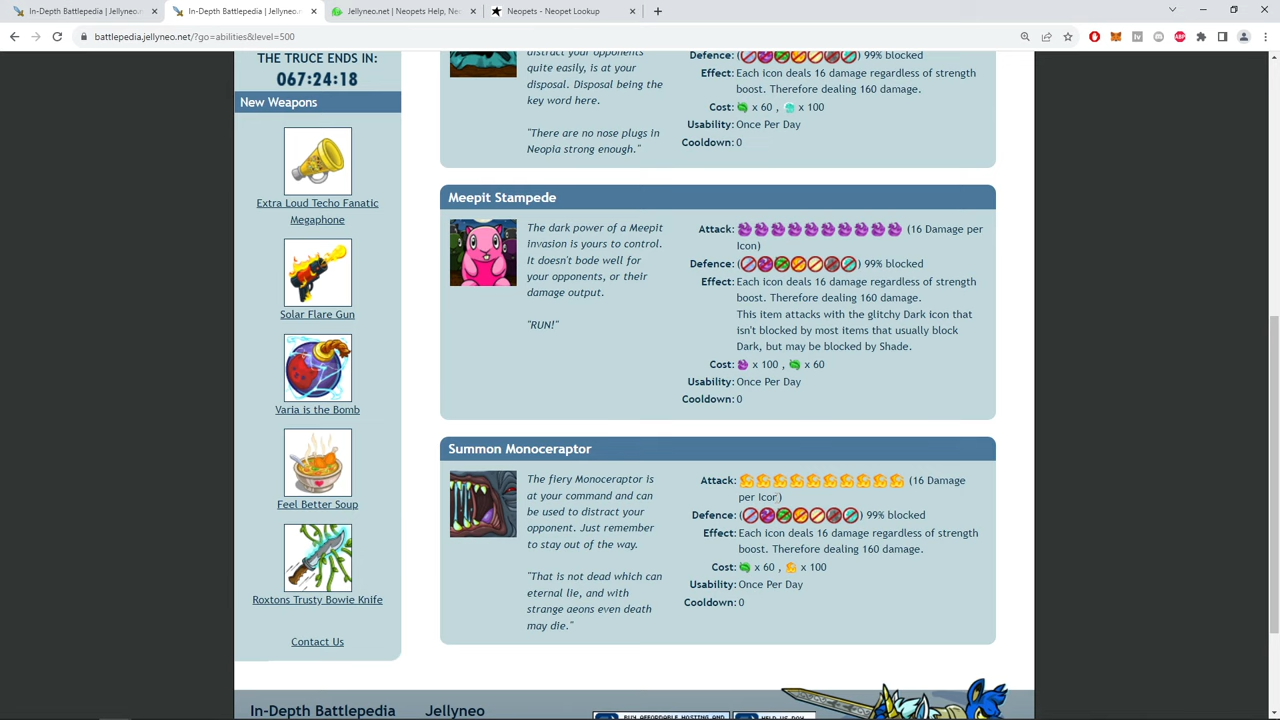 In-Depth Battlepedia | Jellyneo
In-Depth Battlepedia | Jellyneo
Jellyneo.net | Neopets Help, Ne
Neopets - Neopet Lookup
battlepedia.jellyneo.net/?go=abilities&level=500
THE TRUCE ENDS IN:
067:24:18
New Weapons
Extra Loud Techo Fanatic
Megaphone
Solar Flare Gun
Varia is the Bomb
Feel Better Soup
Roxtons Trusty Bowie Knife
Contact Us
distract your opponents
quite easily, is at your
disposal. Disposal being the
key word here.
"There are no nose plugs in
Neopia strong enough."
Defence: ( ) 99% blocked
Effect: Each icon deals 16 damage regardless of strength
boost. Therefore dealing 160 damage.
Cost: x 60 , x 100
Usability: Once Per Day
Cooldown: 0
Meepit Stampede
The dark power of a Meepit
invasion is yours to control.
It doesn't bode well for
your opponents, or their
damage output.
"RUN!"
Attack: (16 Damage per
Icon)
Defence: ( ) 99% blocked
Effect: Each icon deals 16 damage regardless of strength
boost. Therefore dealing 160 damage.
This item attacks with the glitchy Dark icon that
isn't blocked by most items that usually block
Dark, but may be blocked by Shade.
Cost: x 100 , x 60
Usability: Once Per Day
Cooldown: 0
Summon Monoceraptor
The fiery Monoceraptor is
at your command and can
be used to distract your
opponent. Just remember
to stay out of the way.
"That is not dead which can
eternal lie, and with
strange aeons even death
may die."
Attack: (16 Damage
per Icon)
Defence: ( ) 99% blocked
Effect: Each icon deals 16 damage regardless of strength
boost. Therefore dealing 160 damage.
Cost: x 60 , x 100
Usability: Once Per Day
Cooldown: 0
In-Depth Battlepedia
Jellyneo
BUY AFFORDABLE HOSTING AND